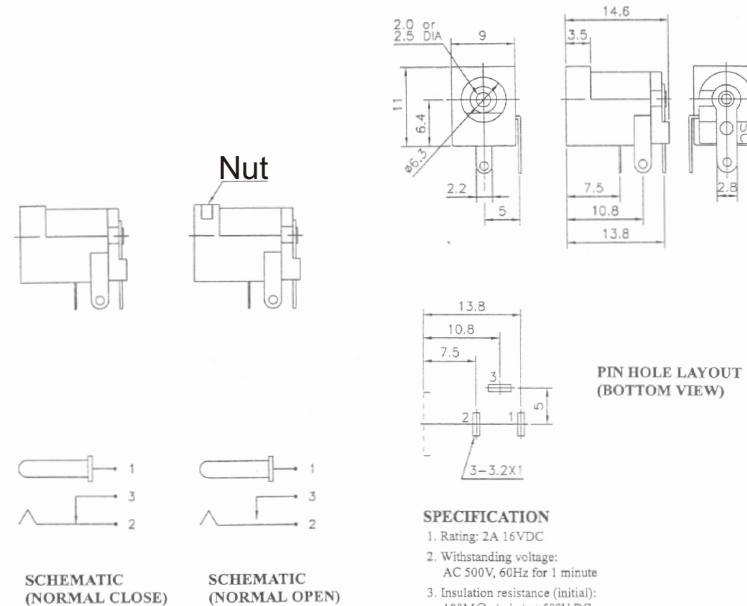 2.0 or
2.5 DIA
9
11
6.4
ø6.3
2.2
5
14.6
3.5
7.5
10.8
13.8
2.8
Nut
13.8
10.8
7.5
3
5
2
1
3-3.2X1
PIN HOLE LAYOUT
(BOTTOM VIEW)
1
3
2
SCHEMATIC
(NORMAL CLOSE)
1
3
2
SCHEMATIC
(NORMAL OPEN)
SPECIFICATION
1. Rating: 2A 16VDC
2. Withstanding voltage:
AC 500V, 60Hz for 1 minute
3. Insulation resistance (initial):